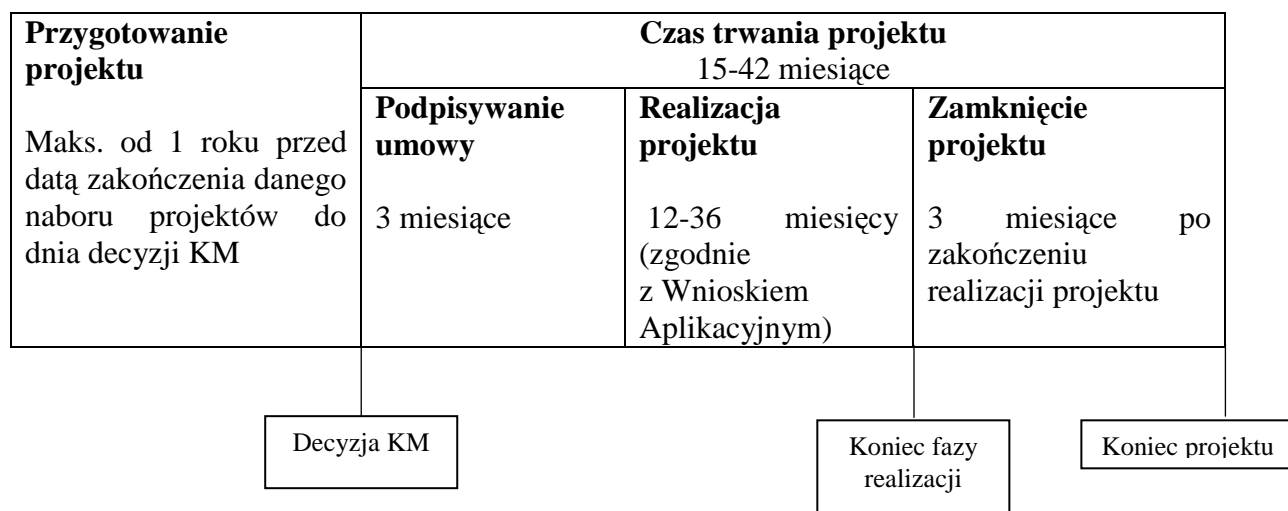 Przygotowanie
projektu
Maks. od 1 roku przed
datą zakończenia danego
naboru projektów do
dnia decyzji KM
Czas trwania projektu
15-42 miesiące
Podpisywanie
umowy
3 miesiące
Realizacja
projektu
12-36 miesięcy
(zgodnie
z Wnioskiem
Aplikacyjnym)
Zamknięcie
projektu
3 miesiące po
zakończeniu
realizacji projektu
Decyzja KM
Koniec fazy
realizacji
Koniec projektu